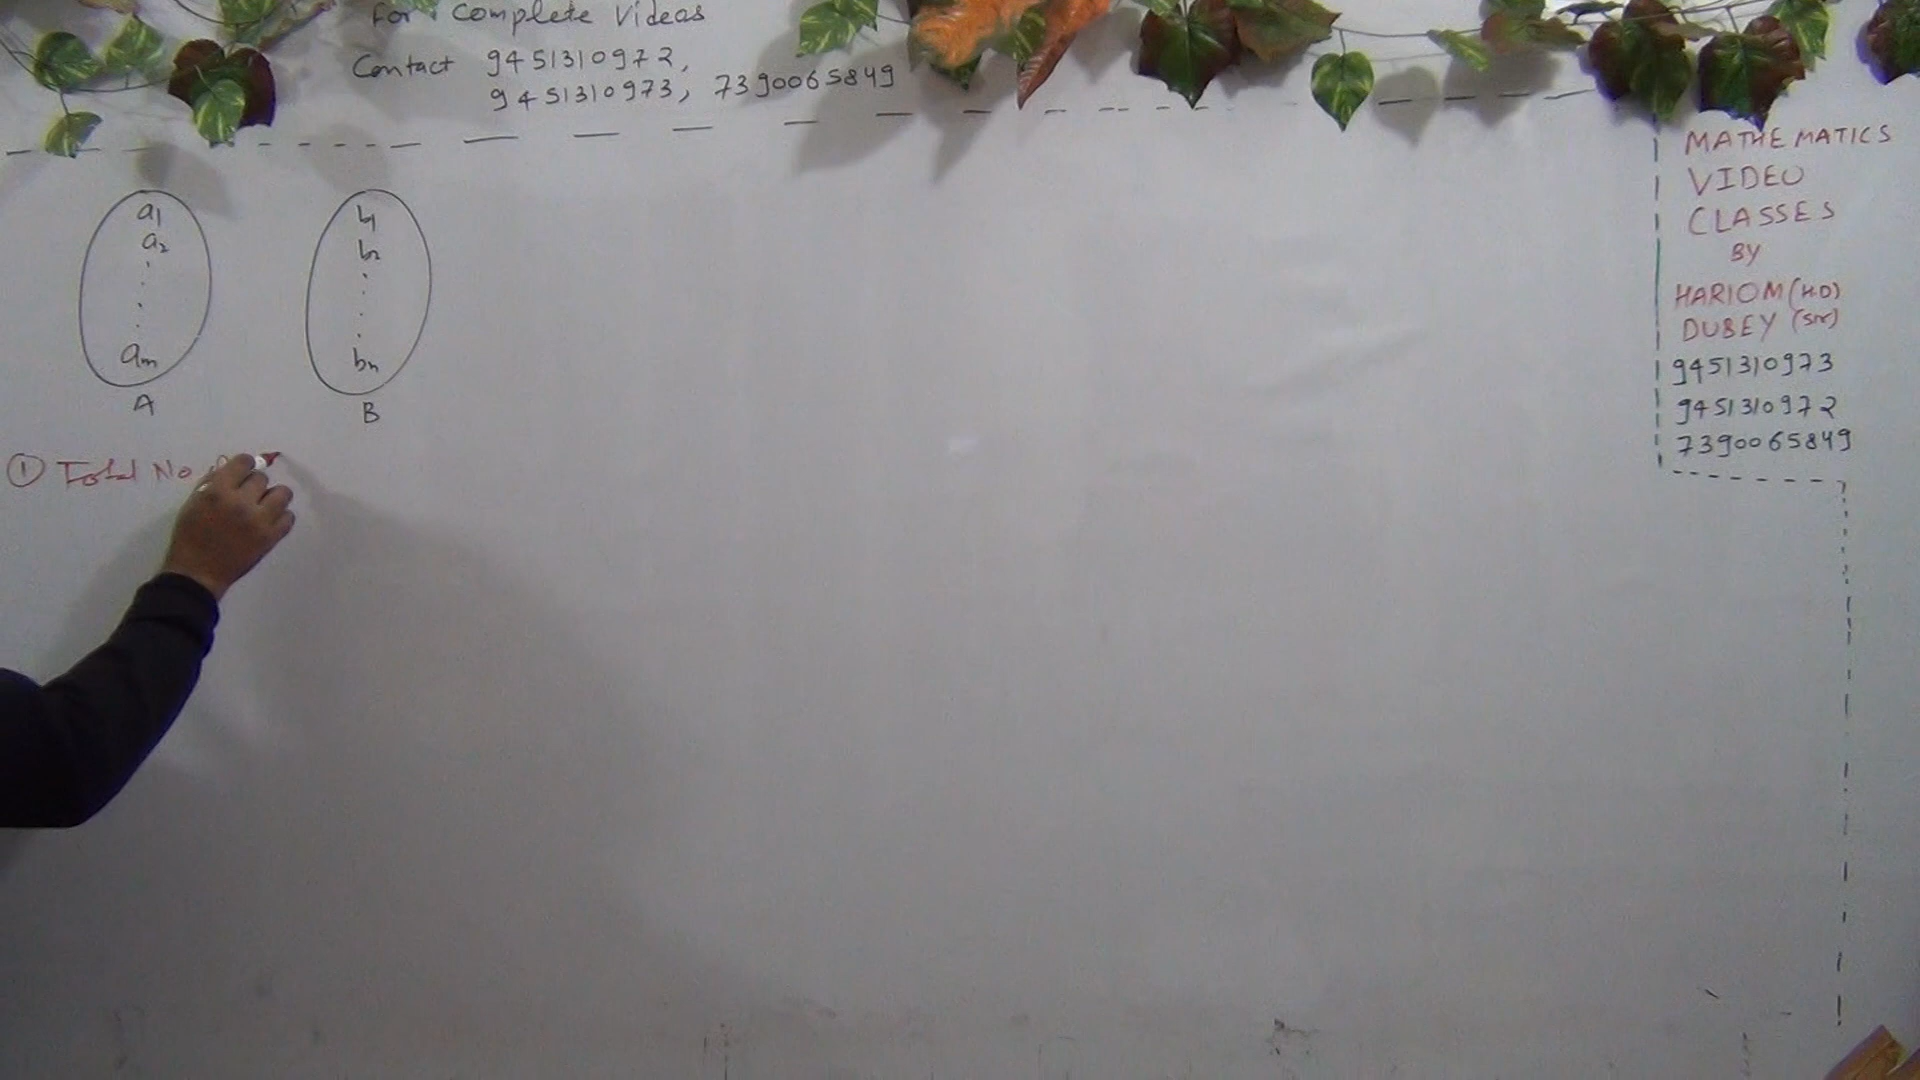 For Complete Videos
Contact 9451310972,
9451310973, 7390065849
MATHEMATICS
VIDEO
CLASSES
BY
HARIOM (H.D)
DUBEY (Sir)
9451310973
9451310972
7390065849
a1
a2
am
A
b1
b2
bn
B
① Total No